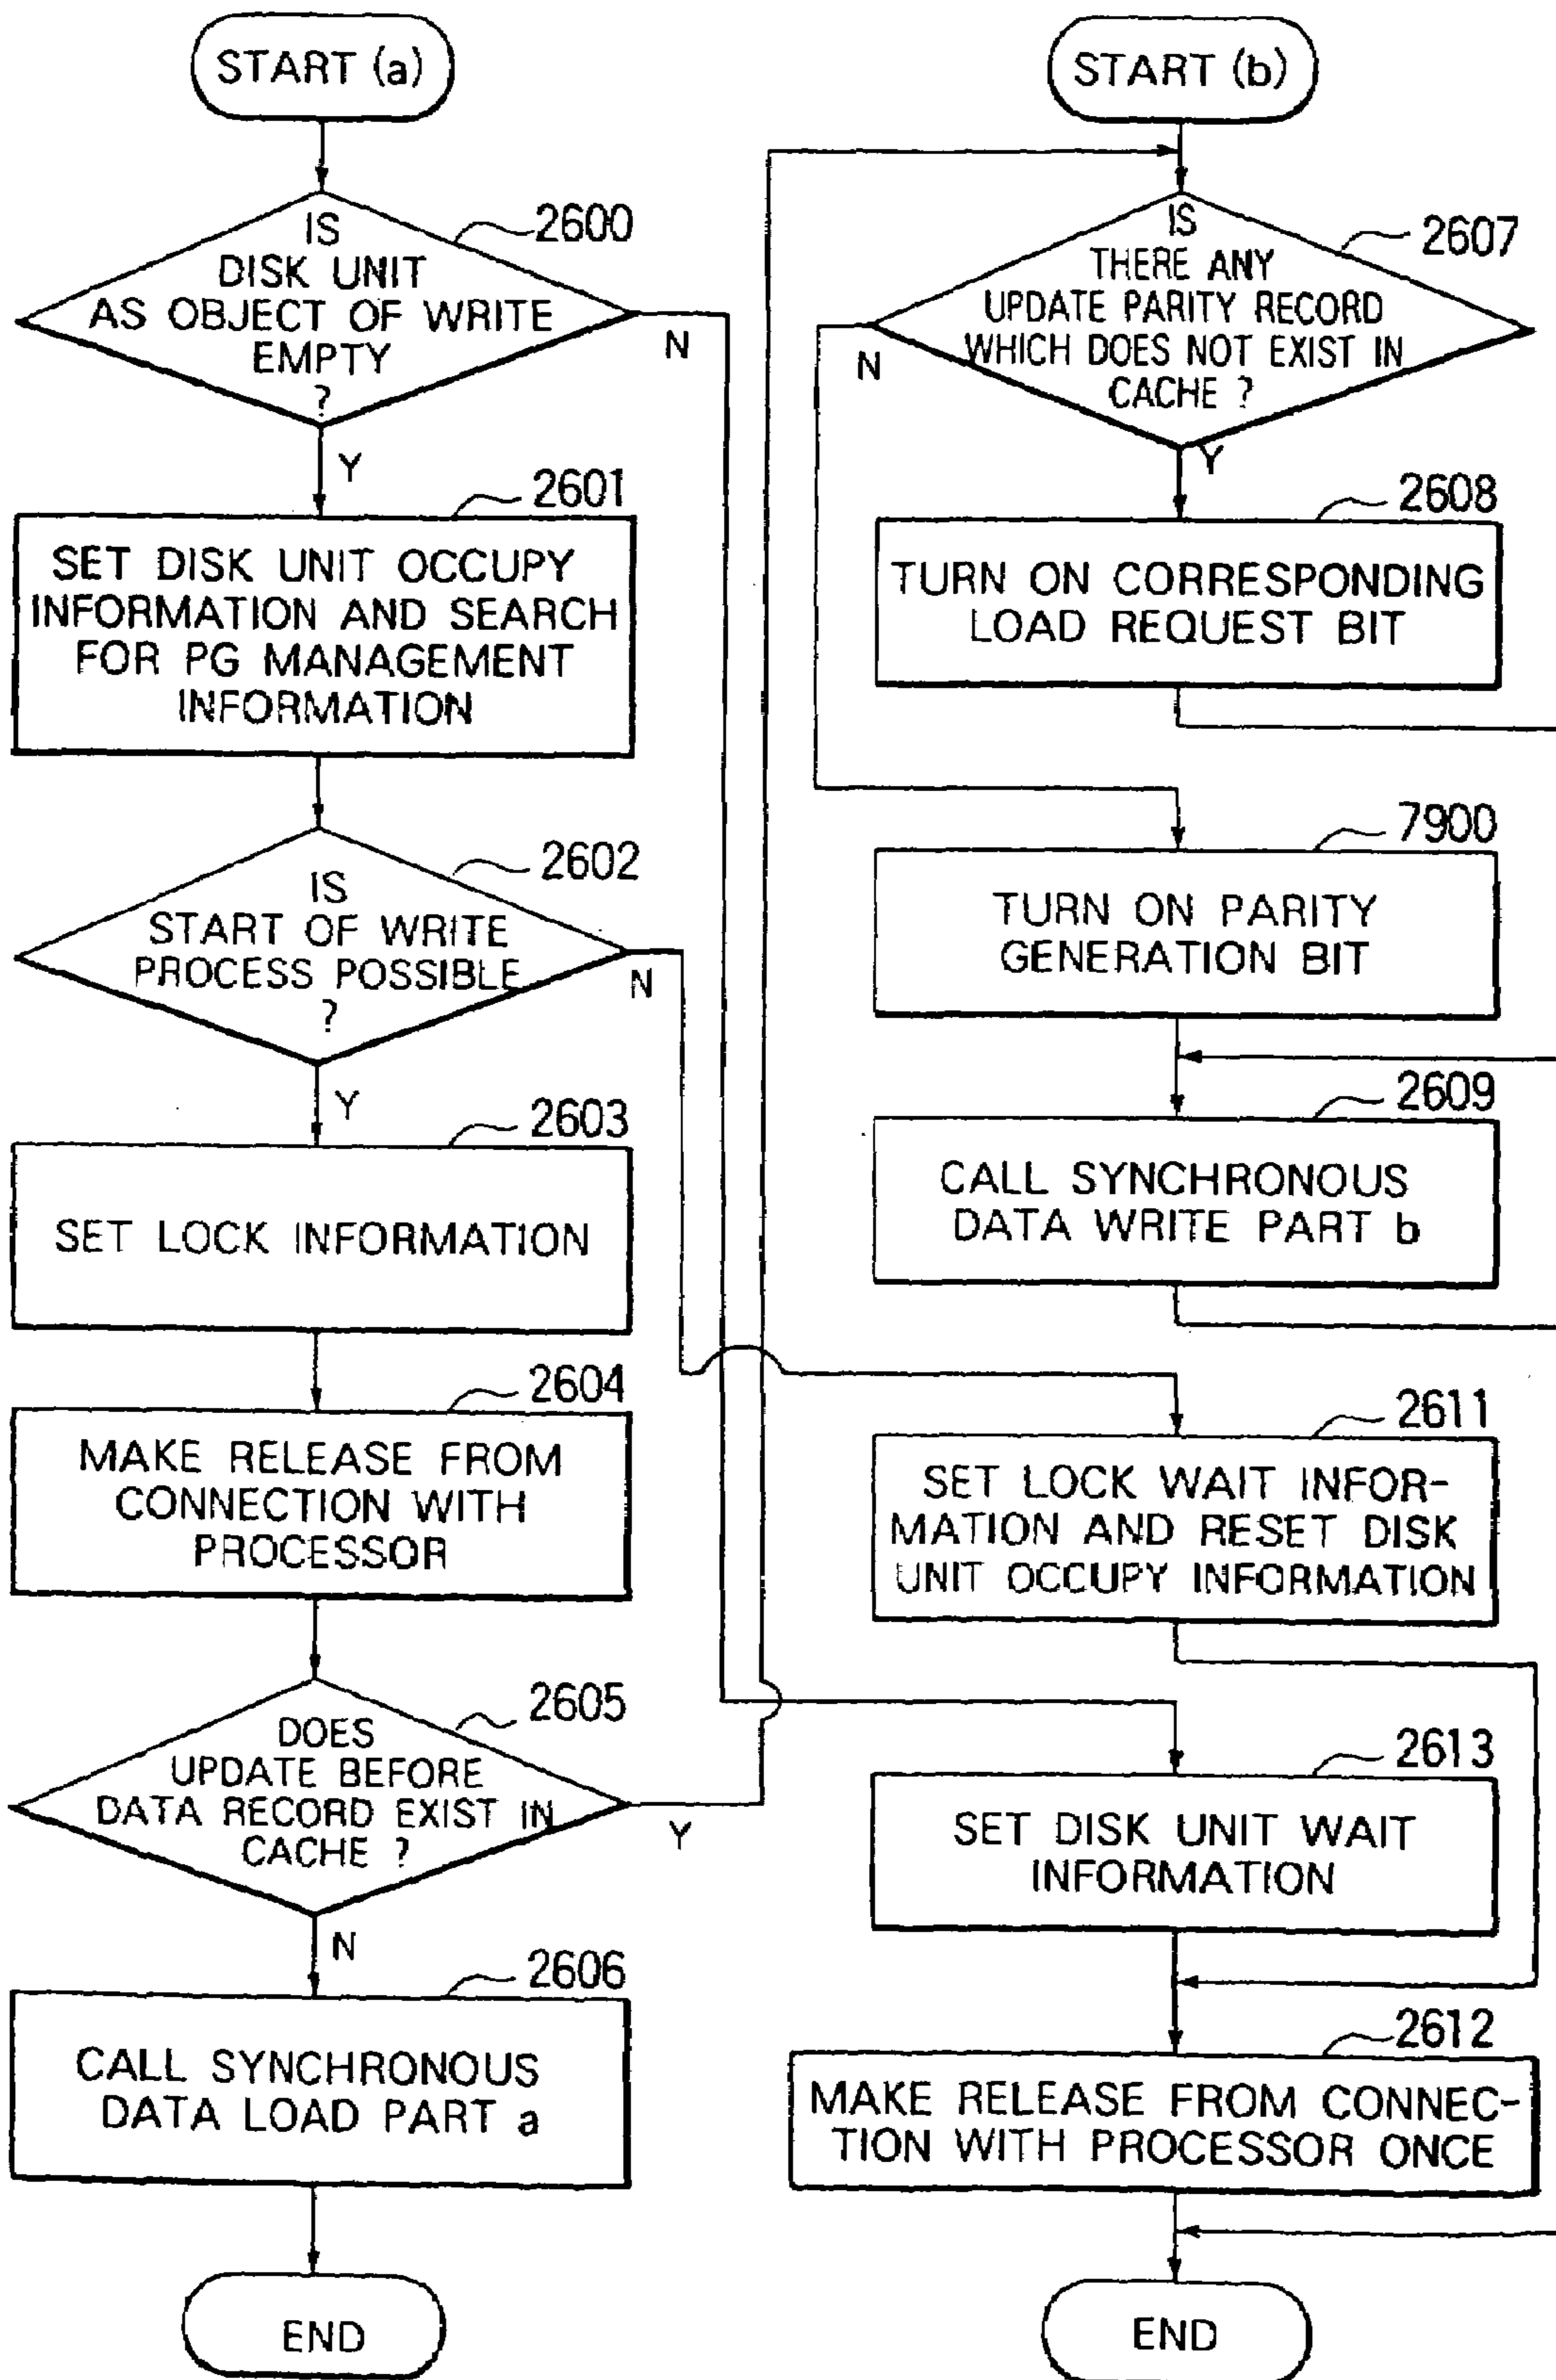 START (a)
2600
IS
DISK UNIT
AS OBJECT OF WRITE
EMPTY
?
N
Y
2601
SET DISK UNIT OCCUPY
INFORMATION AND SEARCH
FOR PG MANAGEMENT
INFORMATION
2602
IS
START OF WRITE
PROCESS POSSIBLE
?
N
Y
2603
SET LOCK INFORMATION
2604
MAKE RELEASE FROM
CONNECTION WITH
PROCESSOR
2605
DOES
UPDATE BEFORE
DATA RECORD EXIST IN
CACHE ?
Y
N
2606
CALL SYNCHRONOUS
DATA LOAD PART a
END
START (b)
2607
IS
THERE ANY
UPDATE PARITY RECORD
WHICH DOES NOT EXIST IN
CACHE ?
N
Y
2608
TURN ON CORRESPONDING
LOAD REQUEST BIT
7900
TURN ON PARITY
GENERATION BIT
2609
CALL SYNCHRONOUS
DATA WRITE PART b
2611
SET LOCK WAIT INFOR-
MATION AND RESET DISK
UNIT OCCUPY INFORMATION
2613
SET DISK UNIT WAIT
INFORMATION
2612
MAKE RELEASE FROM CONNEC-
TION WITH PROCESSOR ONCE
END